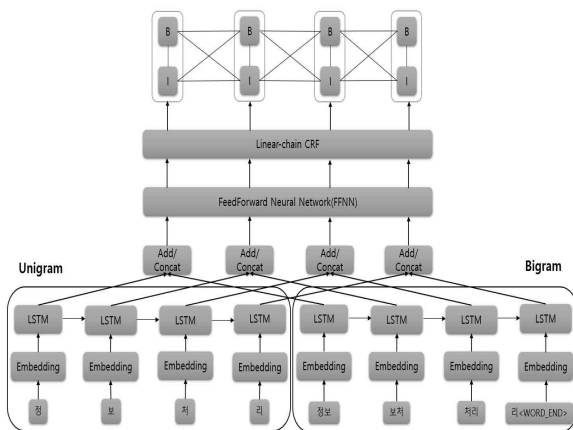 B B B B
I I I I
Linear-chain CRF
FeedForward Neural Network(FFNN)
Add/ Add/ Add/ Add/
Concat Concat Concat Concat
Unigram Bigram
LSTM LSTM LSTM LSTM LSTM LSTM LSTM LSTM
Embedding Embedding Embedding Embedding Embedding Embedding Embedding Embedding
정 보 처 리 정보 보처 처리 리<WORD_END>